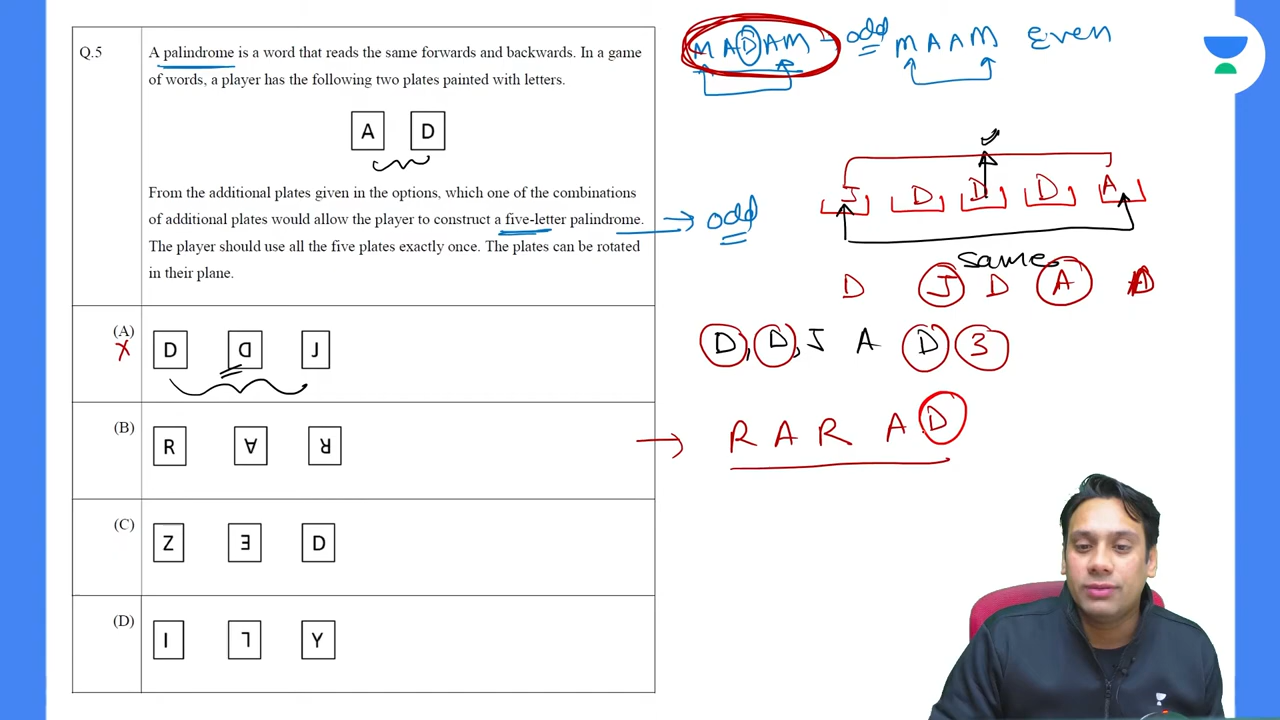 Q.5
A palindrome is a word that reads the same forwards and backwards. In a game
of words, a player has the following two plates painted with letters.
A D
From the additional plates given in the options, which one of the combinations
of additional plates would allow the player to construct a five-letter palindrome.
The player should use all the five plates exactly once. The plates can be rotated
in their plane.
(A) D D J
X
(B) R A R
(C) Z E D
(D) I L Y
MADAM - odd MAAM Even
J D D D A
odd
same
D J D A D
D, D, J A D 3
R A R A D